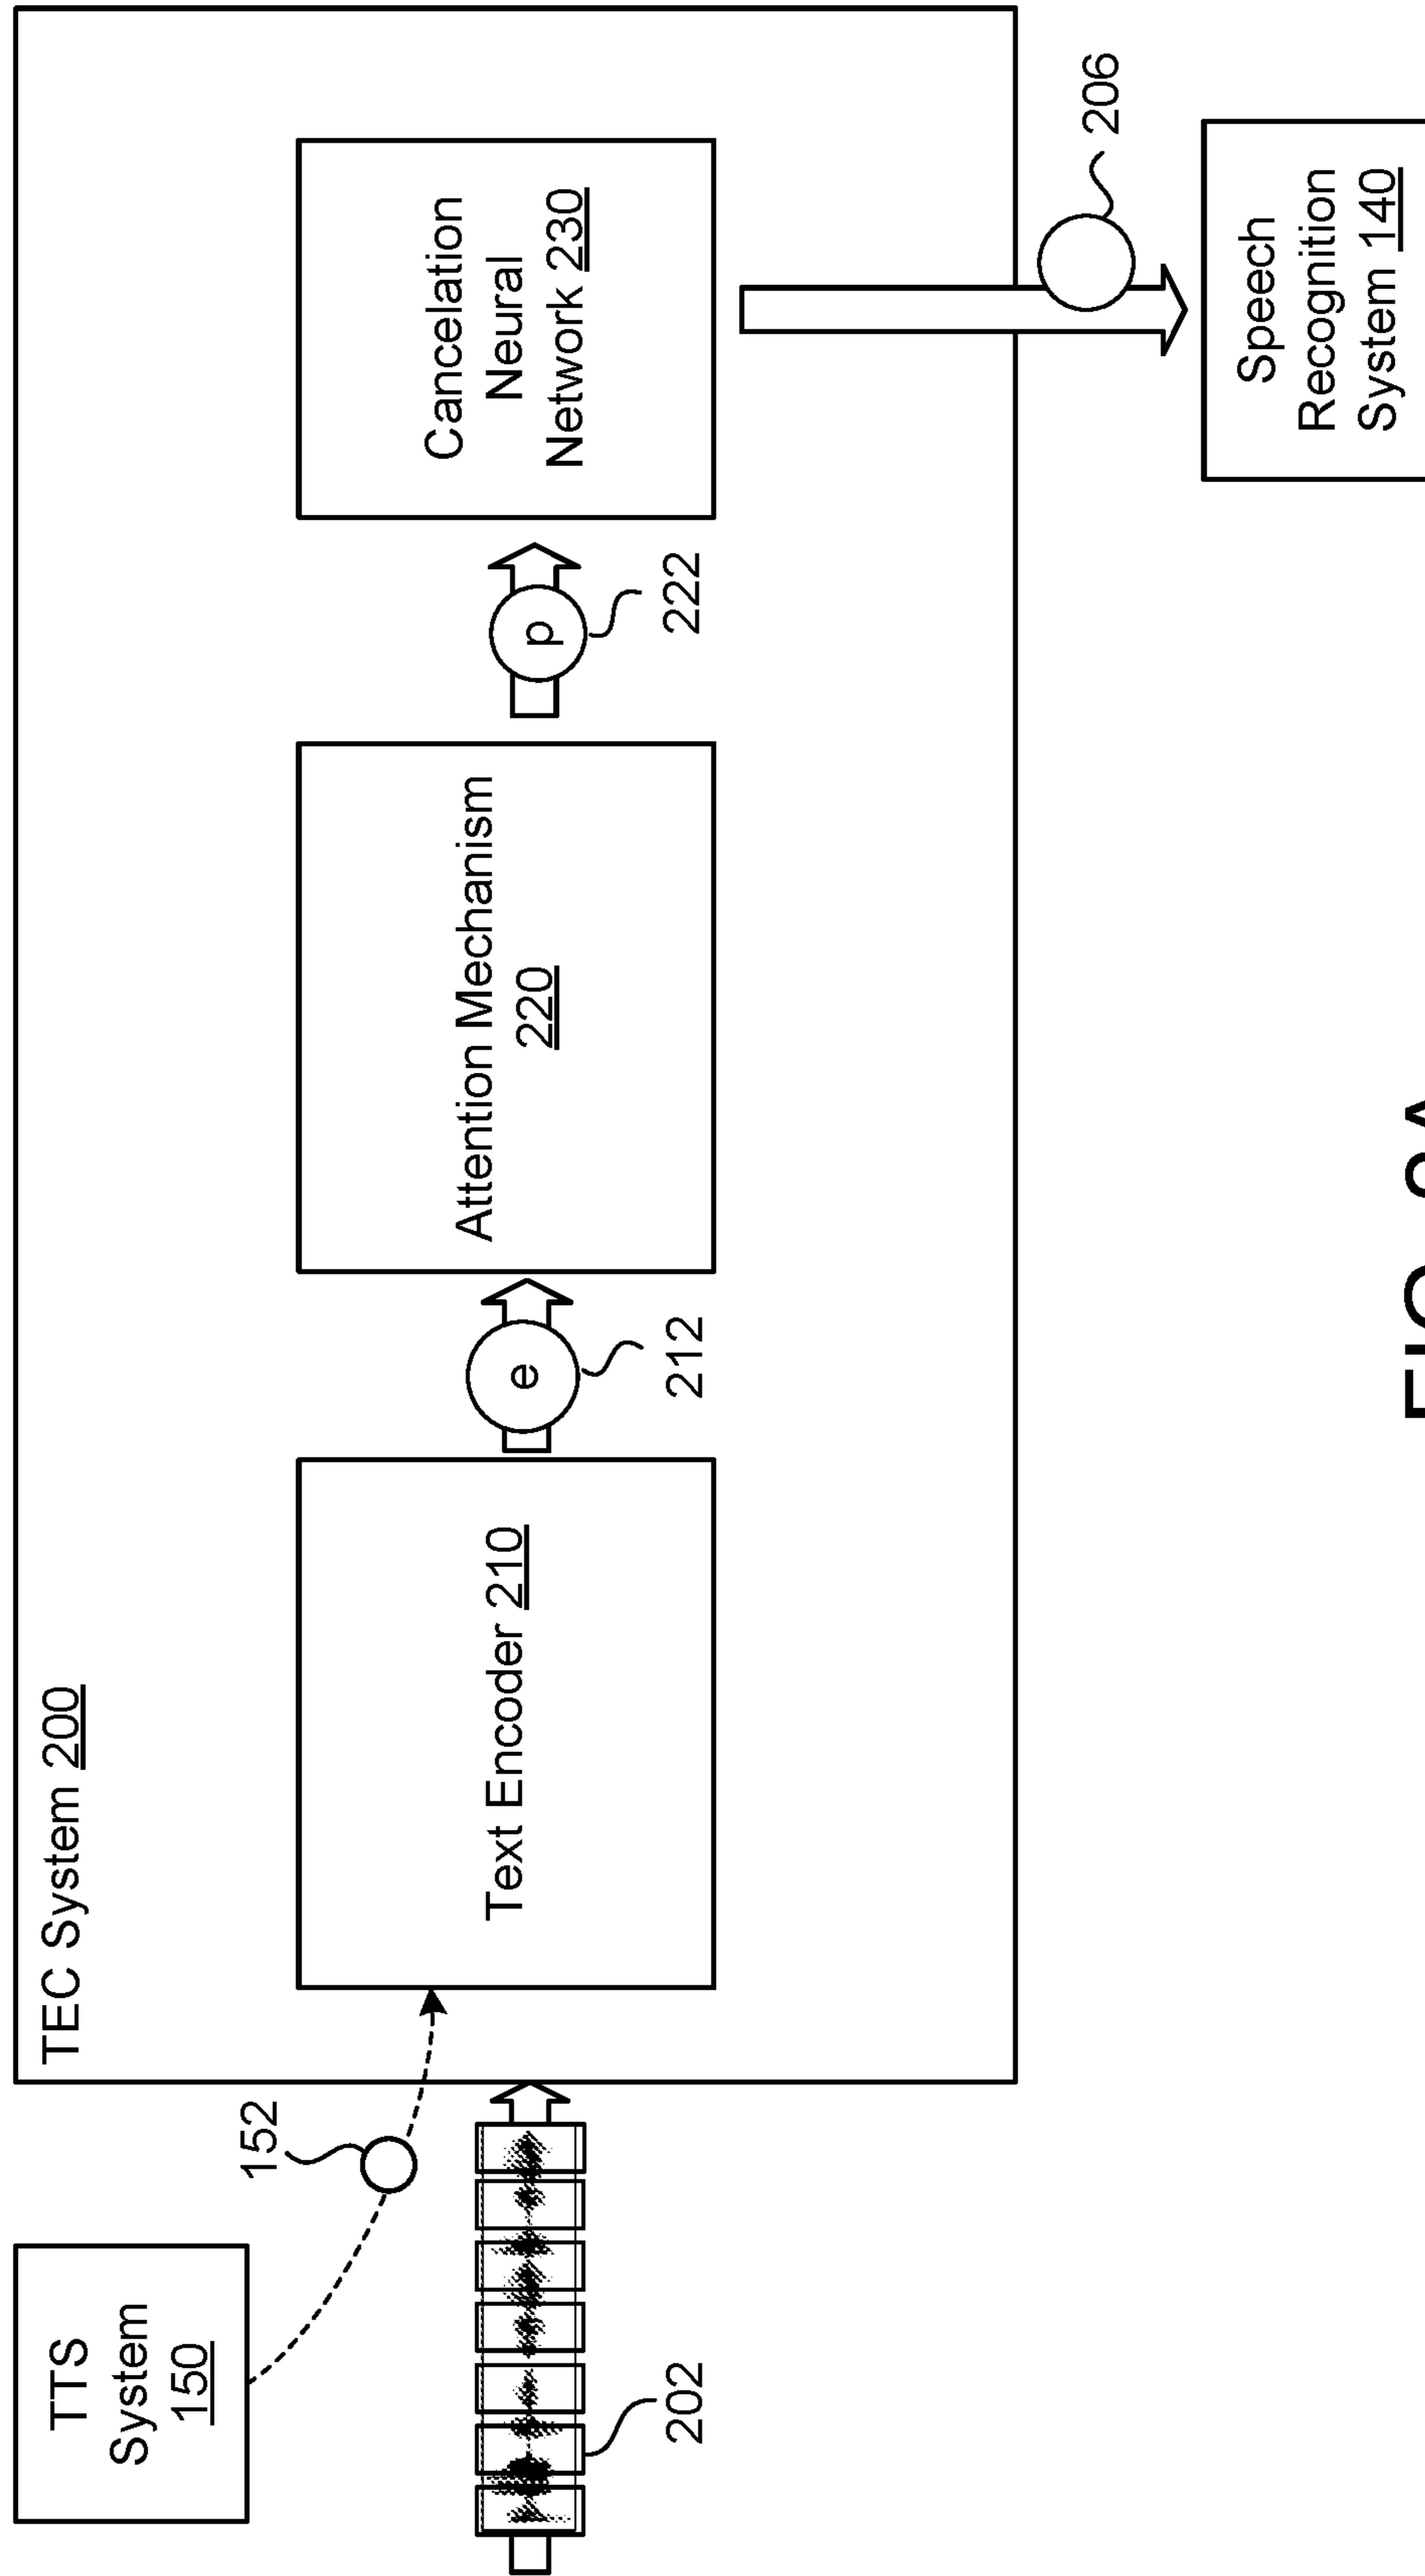 TTS
System
150
152
TEC System 200
202
Text Encoder 210
e
212
Attention Mechanism
220
p
222
Cancelation
Neural
Network 230
206
Speech
Recognition
System 140